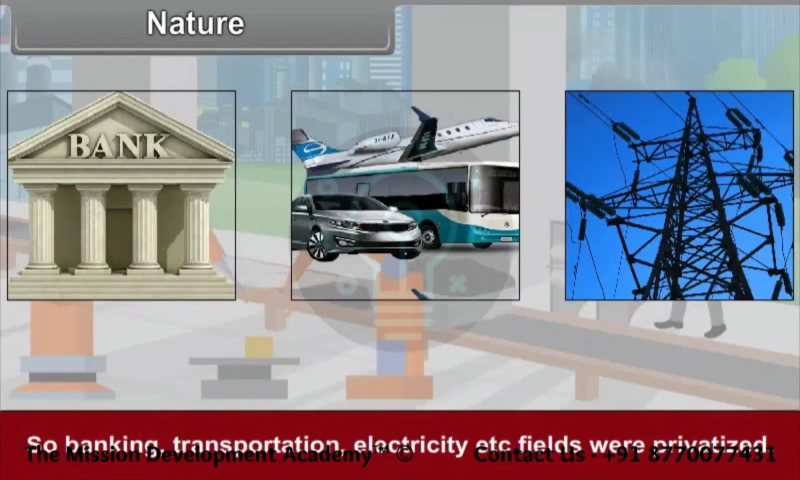 Nature
BANK
So banking, transportation, electricity etc fields were privatized.
The Mission Development Academy™ © Contact Us - +91 8770077431